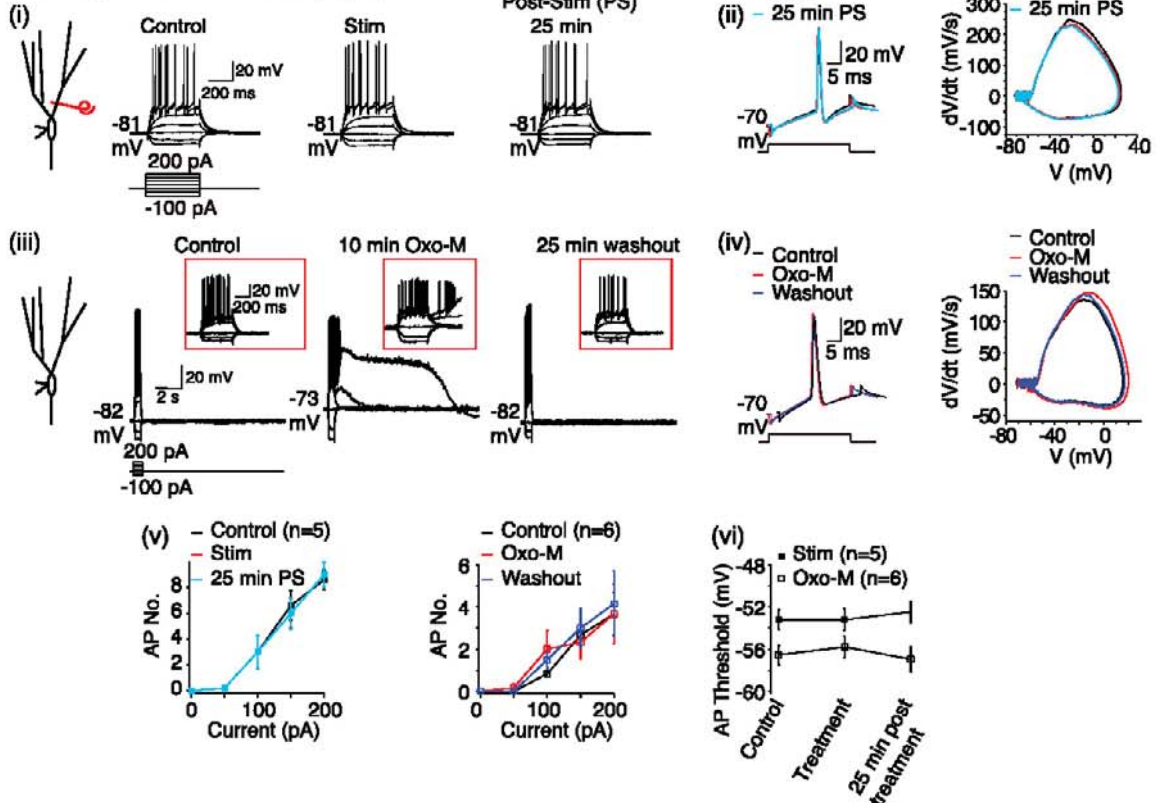 (i)
Control
Stim
Post-Stim (PS)
25 min
20 mV
200 ms
-81
mV
-81
mV
-81
mV
200 pA
-100 pA
(ii)
25 min PS
20 mV
5 ms
-70
mV
25 min PS
300
200
100
0
-100
dV/dt (mV/s)
-80
-40
0
40
V (mV)
(iii)
Control
10 min Oxo-M
25 min washout
20 mV
200 ms
20 mV
2 s
-82
mV
-73
mV
-82
mV
200 pA
-100 pA
(iv)
Control
Oxo-M
Washout
20 mV
5 ms
-70
mV
Control
Oxo-M
Washout
150
100
50
0
-50
dV/dt (mV/s)
-80
-40
0
V (mV)
(v)
Control (n=5)
Stim
25 min PS
8
6
4
2
0
AP No.
0
100
200
Current (pA)
Control (n=6)
Oxo-M
Washout
6
4
2
0
AP No.
0
100
200
Current (pA)
(vi)
Stim (n=5)
Oxo-M (n=6)
-48
-52
-56
-60
AP Threshold (mV)
Control
Treatment
25 min post
treatment